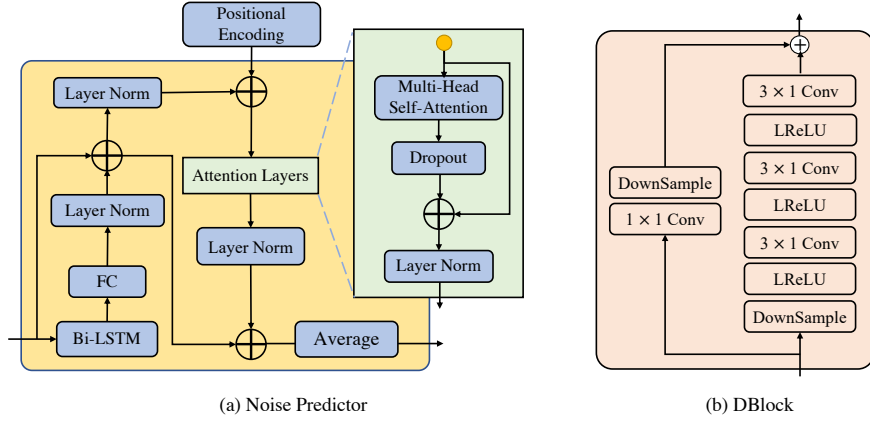 Positional
Encoding
Layer Norm
Layer Norm
FC
Bi-LSTM
Attention Layers
Layer Norm
Average
Multi-Head
Self-Attention
Dropout
Layer Norm
(a) Noise Predictor
3 × 1 Conv
LReLU
3 × 1 Conv
LReLU
3 × 1 Conv
LReLU
DownSample
DownSample
1 × 1 Conv
(b) DBlock